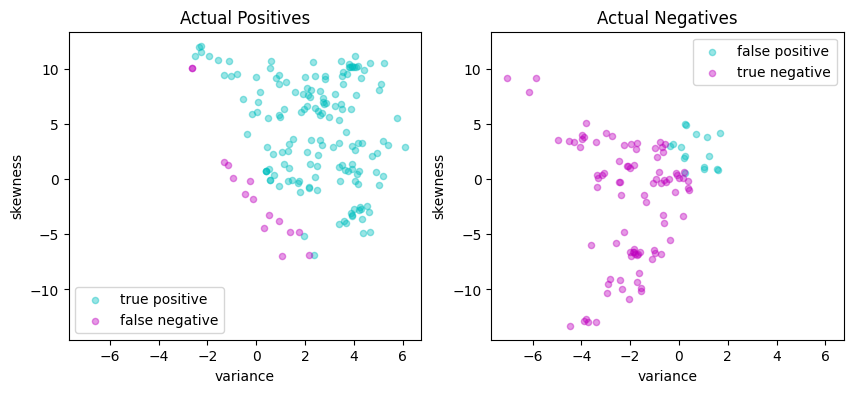 Actual Positives
skewness
10
5
0
−5
−10
true positive
false negative
−6 −4 −2 0 2 4 6
variance
Actual Negatives
skewness
10
5
0
−5
−10
false positive
true negative
−6 −4 −2 0 2 4 6
variance